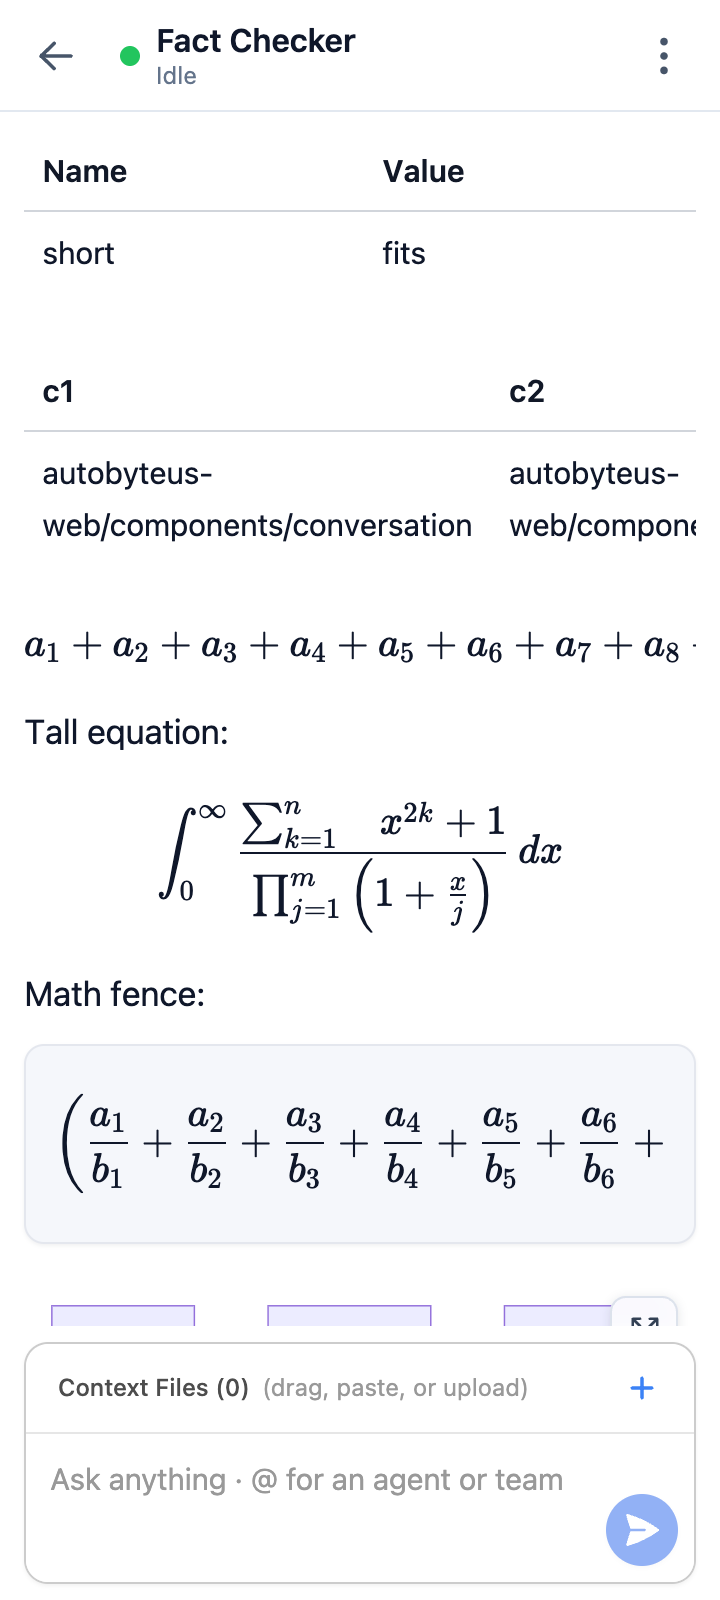 Fact Checker
Idle
Name Value
short fits
c1 c2
autobyteus- autobyteus-
web/components/conversation web/compone
a₁ + a₂ + a₃ + a₄ + a₅ + a₆ + a₇ + a₈
Tall equation:
∫₀^∞ (∑ₖ₌₁ⁿ x²ᵏ + 1) / (∏ⱼ₌₁ᵐ (1 + x/j)) dx
Math fence:
(a₁/b₁ + a₂/b₂ + a₃/b₃ + a₄/b₄ + a₅/b₅ + a₆/b₆ +
Context Files (0) (drag, paste, or upload) +
Ask anything · @ for an agent or team